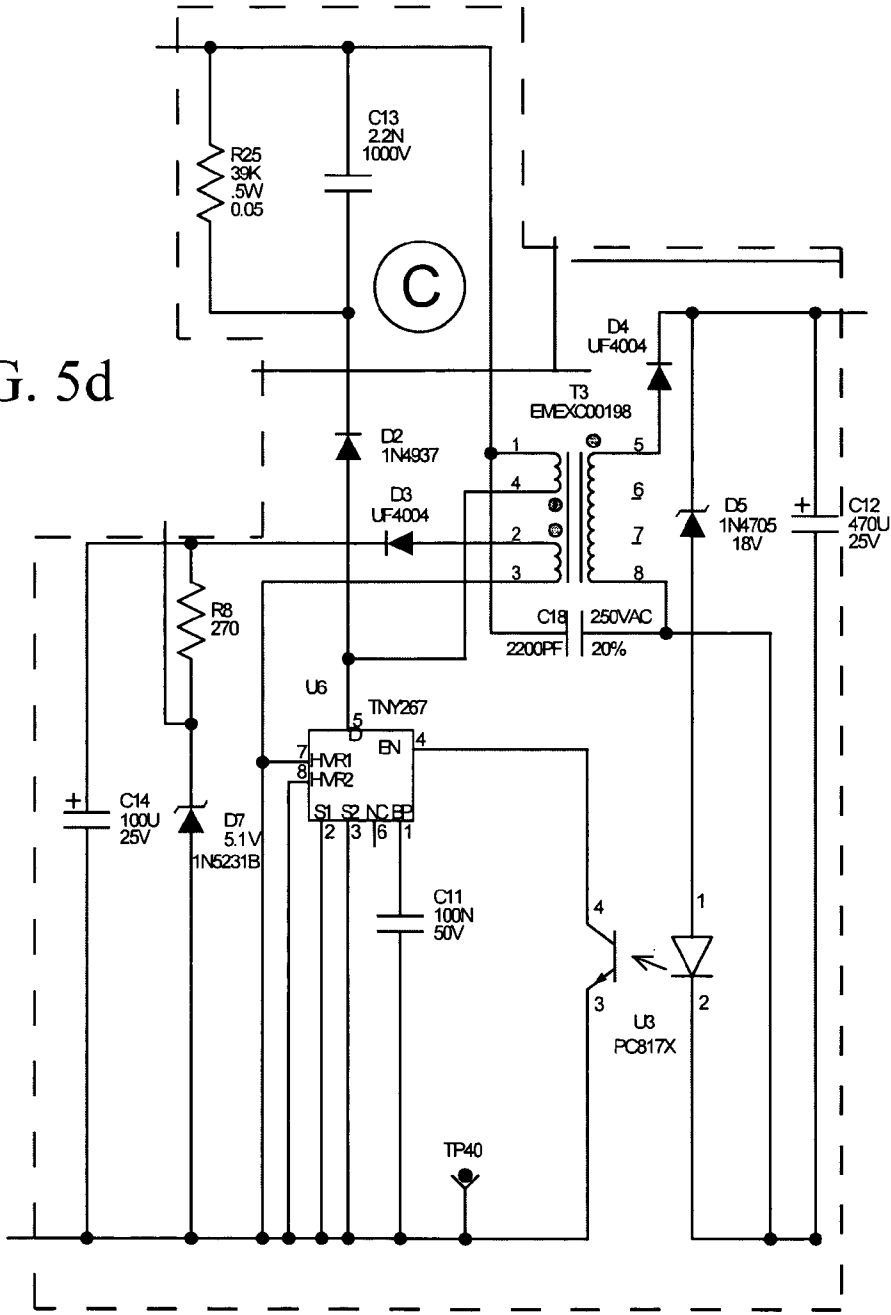 C13
2.2N
1000V
R25
39K
.5W
0.05
C
D4
UF4004
G. 5d
T3
EMEXC00198
D2
1N4937
1
5
4
6
D3
UF4004
D5
1N4705
18V
+
C12
470U
25V
2
7
3
8
R8
270
C18
250VAC
2200PF
20%
U6
TNY267
5
D
EN
4
7
HVR1
8
HVR2
S1
S2
NC
BP
2
3
6
1
+
C14
100U
25V
D7
5.1V
1N5231B
C11
100N
50V
4
1
3
2
U3
PC817X
TP40